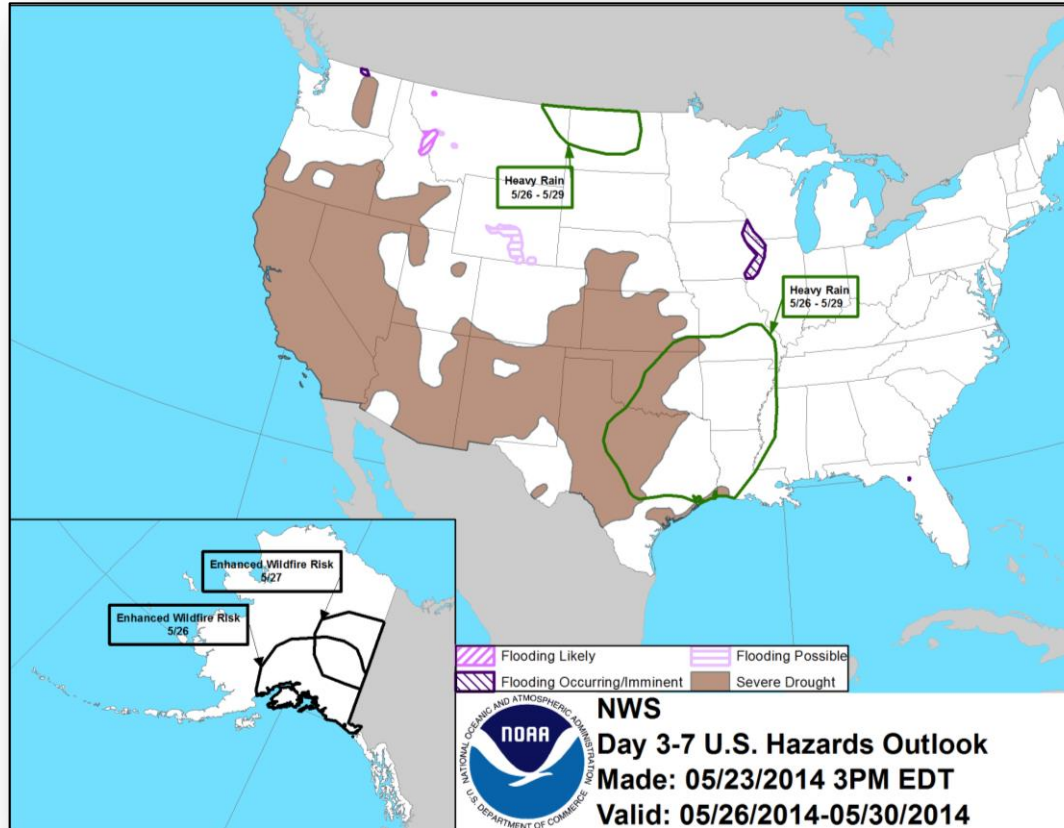 Heavy Rain
5/26 - 5/29
Heavy Rain
5/26 - 5/29
Enhanced Wildfire Risk
5/27
Enhanced Wildfire Risk
5/26
Flooding Likely
Flooding Possible
Flooding Occurring/Imminent
Severe Drought
NATIONAL OCEANIC AND ATMOSPHERIC ADMINISTRATION
NOAA
U.S. DEPARTMENT OF COMMERCE
NWS
Day 3-7 U.S. Hazards Outlook
Made: 05/23/2014 3PM EDT
Valid: 05/26/2014-05/30/2014